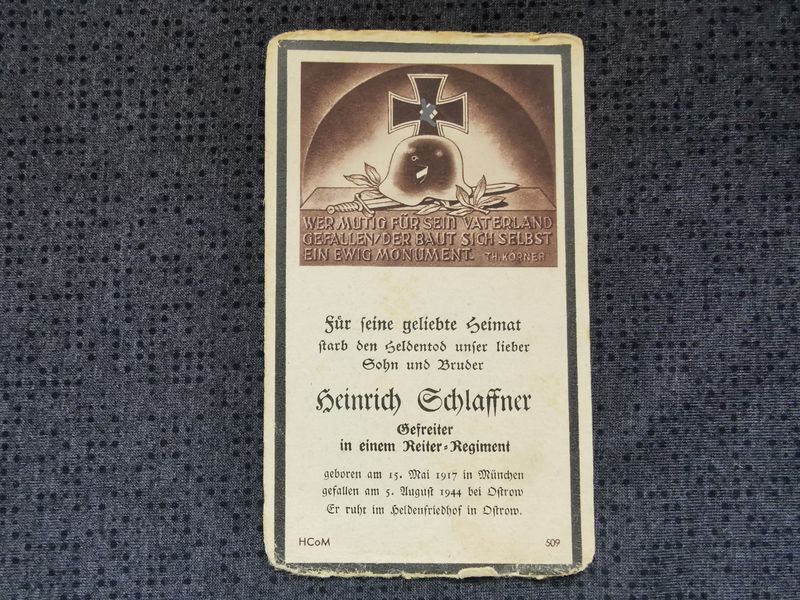 WER MUTIG FÜR SEIN VATERLAND
GEFALLEN/DER BAUT SICH SELBST
EIN EWIG MONUMENT. TH. KÖRNER
Für seine geliebte Heimat
starb den Heldentod unser lieber
Sohn und Bruder
Heinrich Schlaffner
Gefreiter
in einem Reiter-Regiment
geboren am 15. Mai 1917 in München
gefallen am 5. August 1944 bei Ostrow
Er ruht im Heldenfriedhof in Ostrow.
HCoM 509